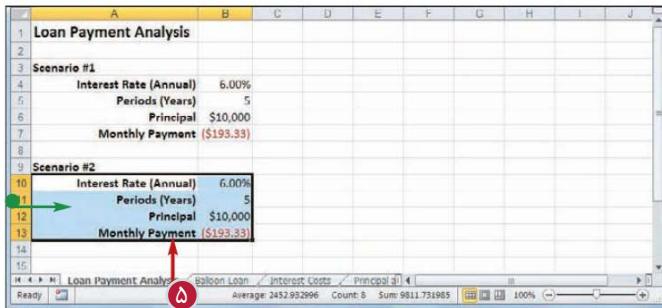 A B C D E F G H I J
1 Loan Payment Analysis
2
3 Scenario #1
4 Interest Rate (Annual) 6.00%
5 Periods (Years) 5
6 Principal $10,000
7 Monthly Payment ($193.33)
8
9 Scenario #2
10 Interest Rate (Annual) 6.00%
11 Periods (Years) 5
12 Principal $10,000
13 Monthly Payment ($193.33)
14
15
Loan Payment Analys Balloon Loan Interest Costs Principal a
۵
Ready Average: 2452.932996 Count: 8 Sum: 9811.731985 100%